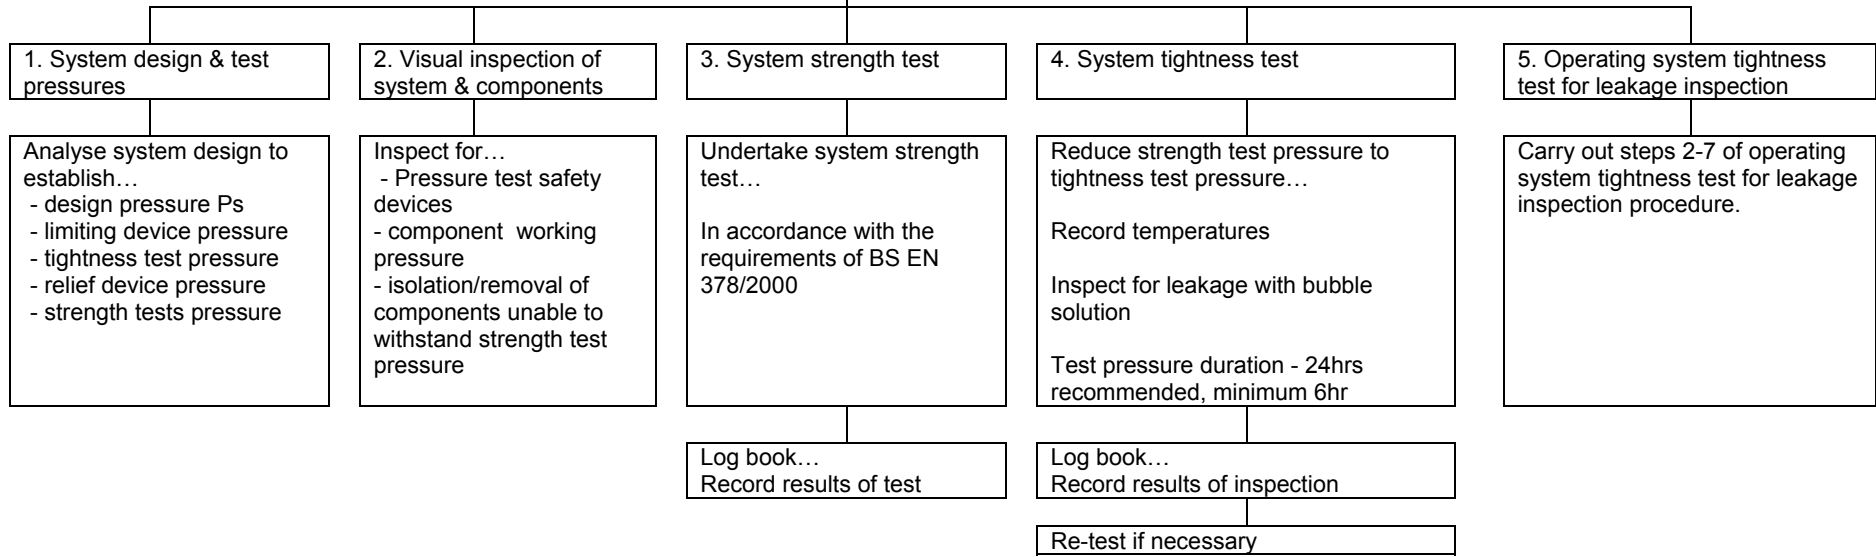 1. System design & test
pressures
2. Visual inspection of
system & components
3. System strength test
4. System tightness test
5. Operating system tightness
test for leakage inspection
Analyse system design to
establish…
- design pressure Ps
- limiting device pressure
- tightness test pressure
- relief device pressure
- strength tests pressure
Inspect for…
- Pressure test safety
devices
- component working
pressure
- isolation/removal of
components unable to
withstand strength test
pressure
Undertake system strength
test…
In accordance with the
requirements of BS EN
378/2000
Reduce strength test pressure to
tightness test pressure…
Record temperatures
Inspect for leakage with bubble
solution
Test pressure duration - 24hrs
recommended, minimum 6hr
Carry out steps 2-7 of operating
system tightness test for leakage
inspection procedure.
Log book…
Record results of test
Log book…
Record results of inspection
Re-test if necessary